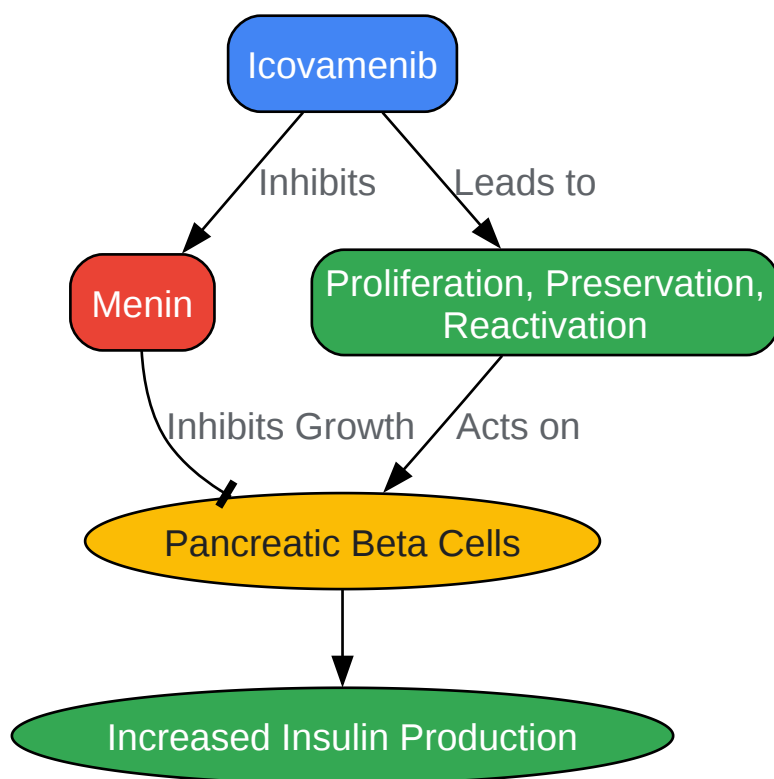 Icovamenib
Inhibits
Leads to
Menin
Proliferation, Preservation,
Reactivation
Inhibits Growth
Acts on
Pancreatic Beta Cells
Increased Insulin Production